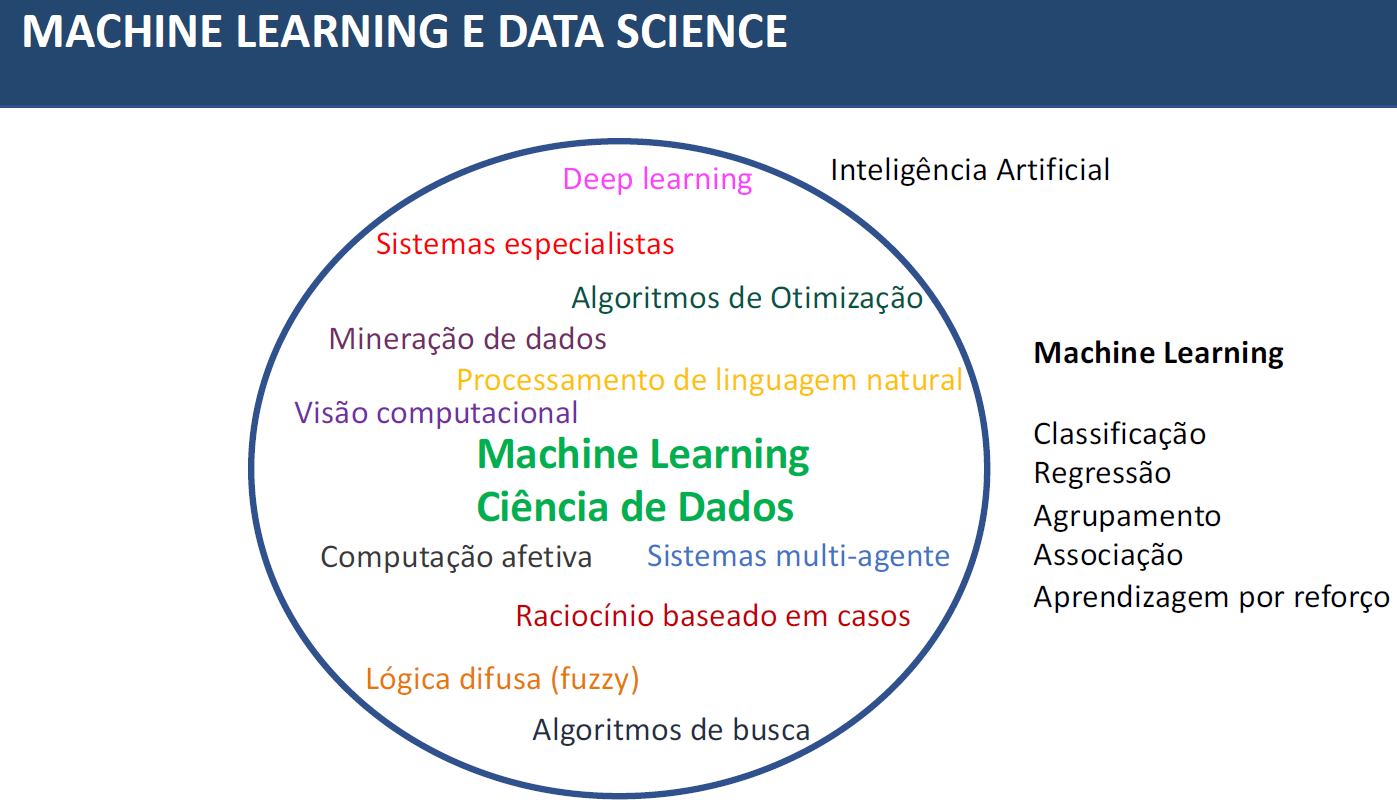 MACHINE LEARNING E DATA SCIENCE
Inteligência Artificial
Deep learning
Sistemas especialistas
Algoritmos de Otimização
Mineração de dados
Processamento de linguagem natural
Visão computacional
Machine Learning
Ciência de Dados
Computação afetiva
Sistemas multi-agente
Raciocínio baseado em casos
Lógica difusa (fuzzy)
Algoritmos de busca
Machine Learning
Classificação
Regressão
Agrupamento
Associação
Aprendizagem por reforço